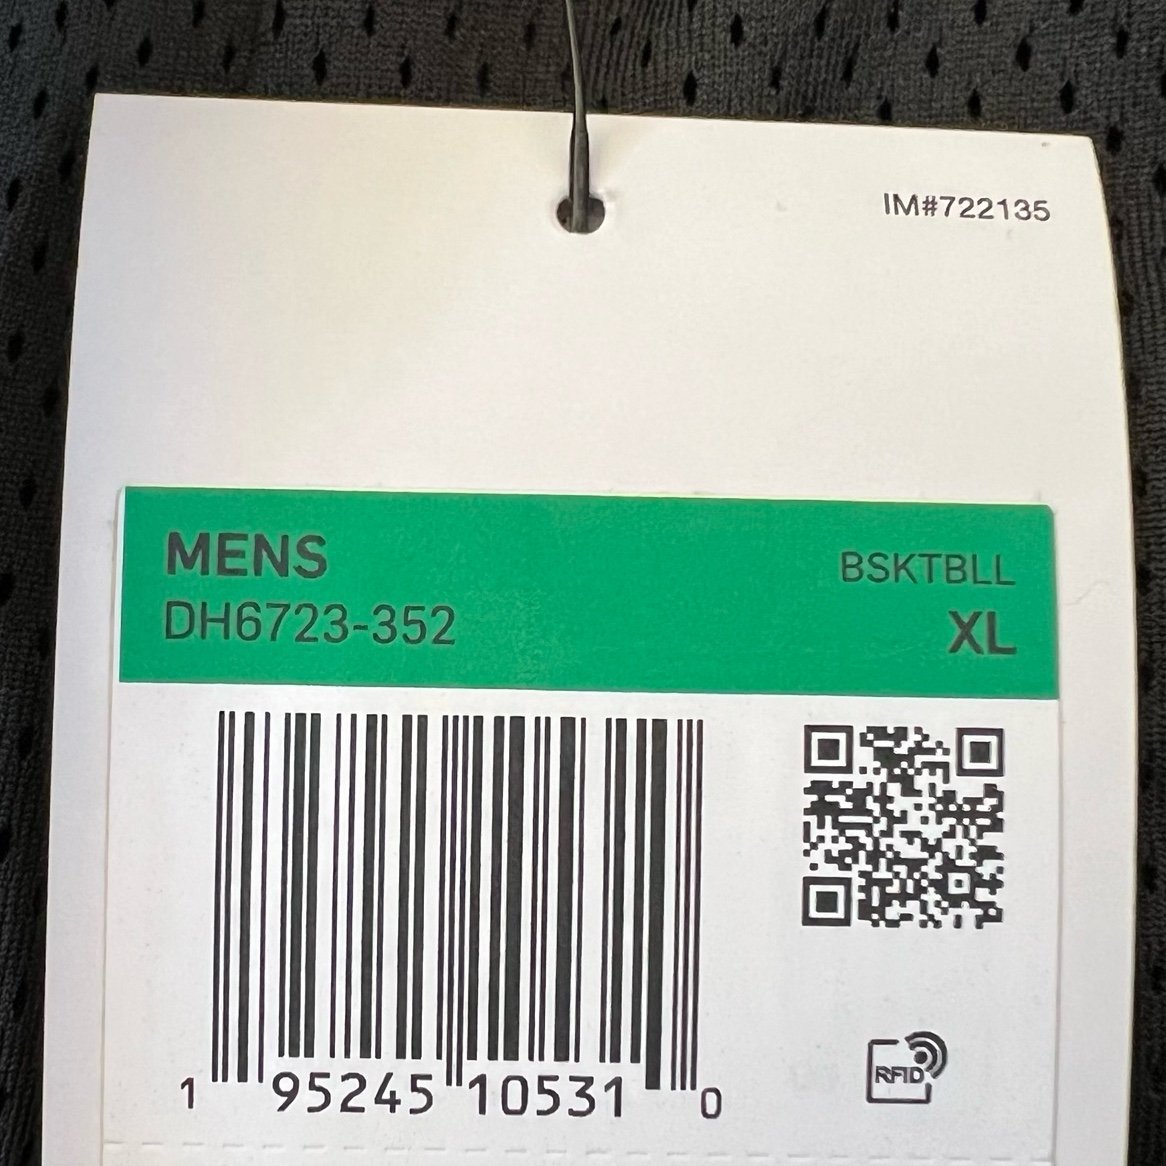 IM#722135
MENS
BSKTBLL
DH6723-352
XL
1 95245 10531 0
RFID